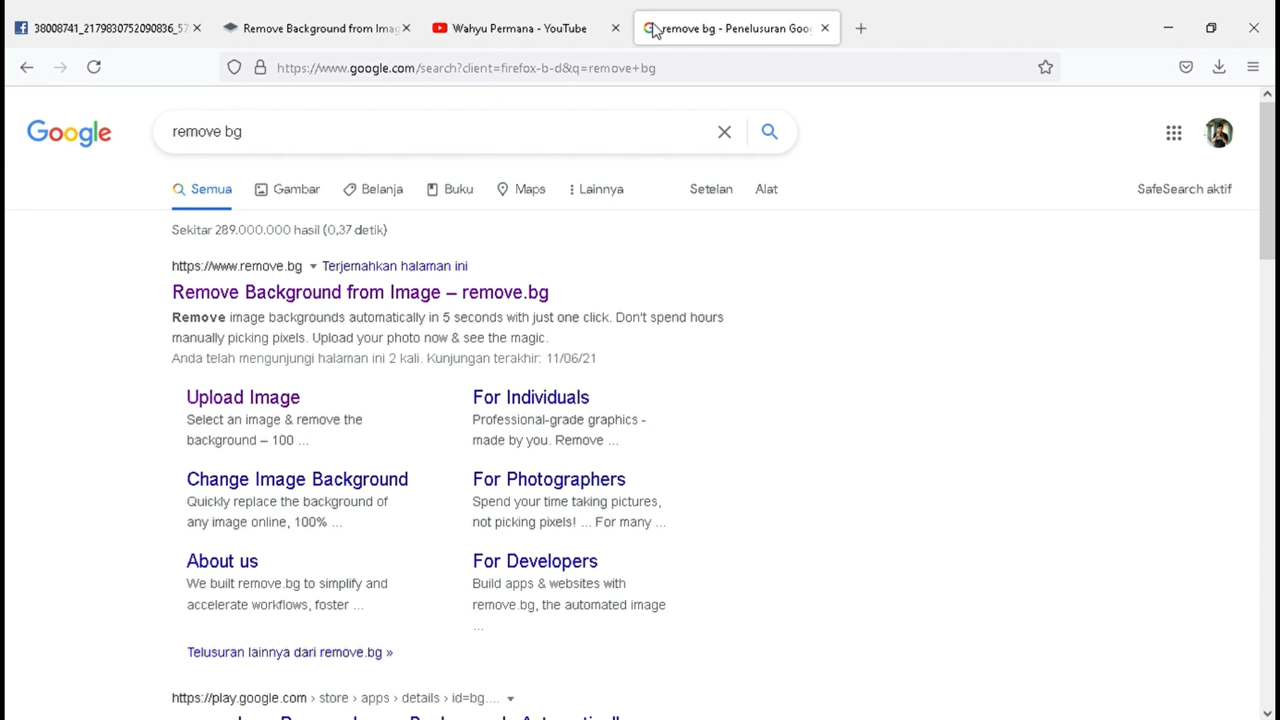 38008741_2179830752090836_57
Remove Background from Imag
Wahyu Permana - YouTube
remove bg - Penelusuran Goog
https://www.google.com/search?client=firefox-b-d&q=remove+bg
Google
remove bg
Semua
Gambar
Belanja
Buku
Maps
Lainnya
Setelan
Alat
SafeSearch aktif
Sekitar 289.000.000 hasil (0,37 detik)
https://www.remove.bg
Terjemahkan halaman ini
Remove Background from Image – remove.bg
Remove image backgrounds automatically in 5 seconds with just one click. Don't spend hours
manually picking pixels. Upload your photo now & see the magic.
Anda telah mengunjungi halaman ini 2 kali. Kunjungan terakhir: 11/06/21
Upload Image
Select an image & remove the
background – 100 ...
For Individuals
Professional-grade graphics -
made by you. Remove ...
Change Image Background
Quickly replace the background of
any image online, 100% ...
For Photographers
Spend your time taking pictures,
not picking pixels! ... For many ...
About us
We built remove.bg to simplify and
accelerate workflows, foster ...
For Developers
Build apps & websites with
remove.bg, the automated image
...
Telusuran lainnya dari remove.bg »
https://play.google.com › store › apps › details › id=bg....